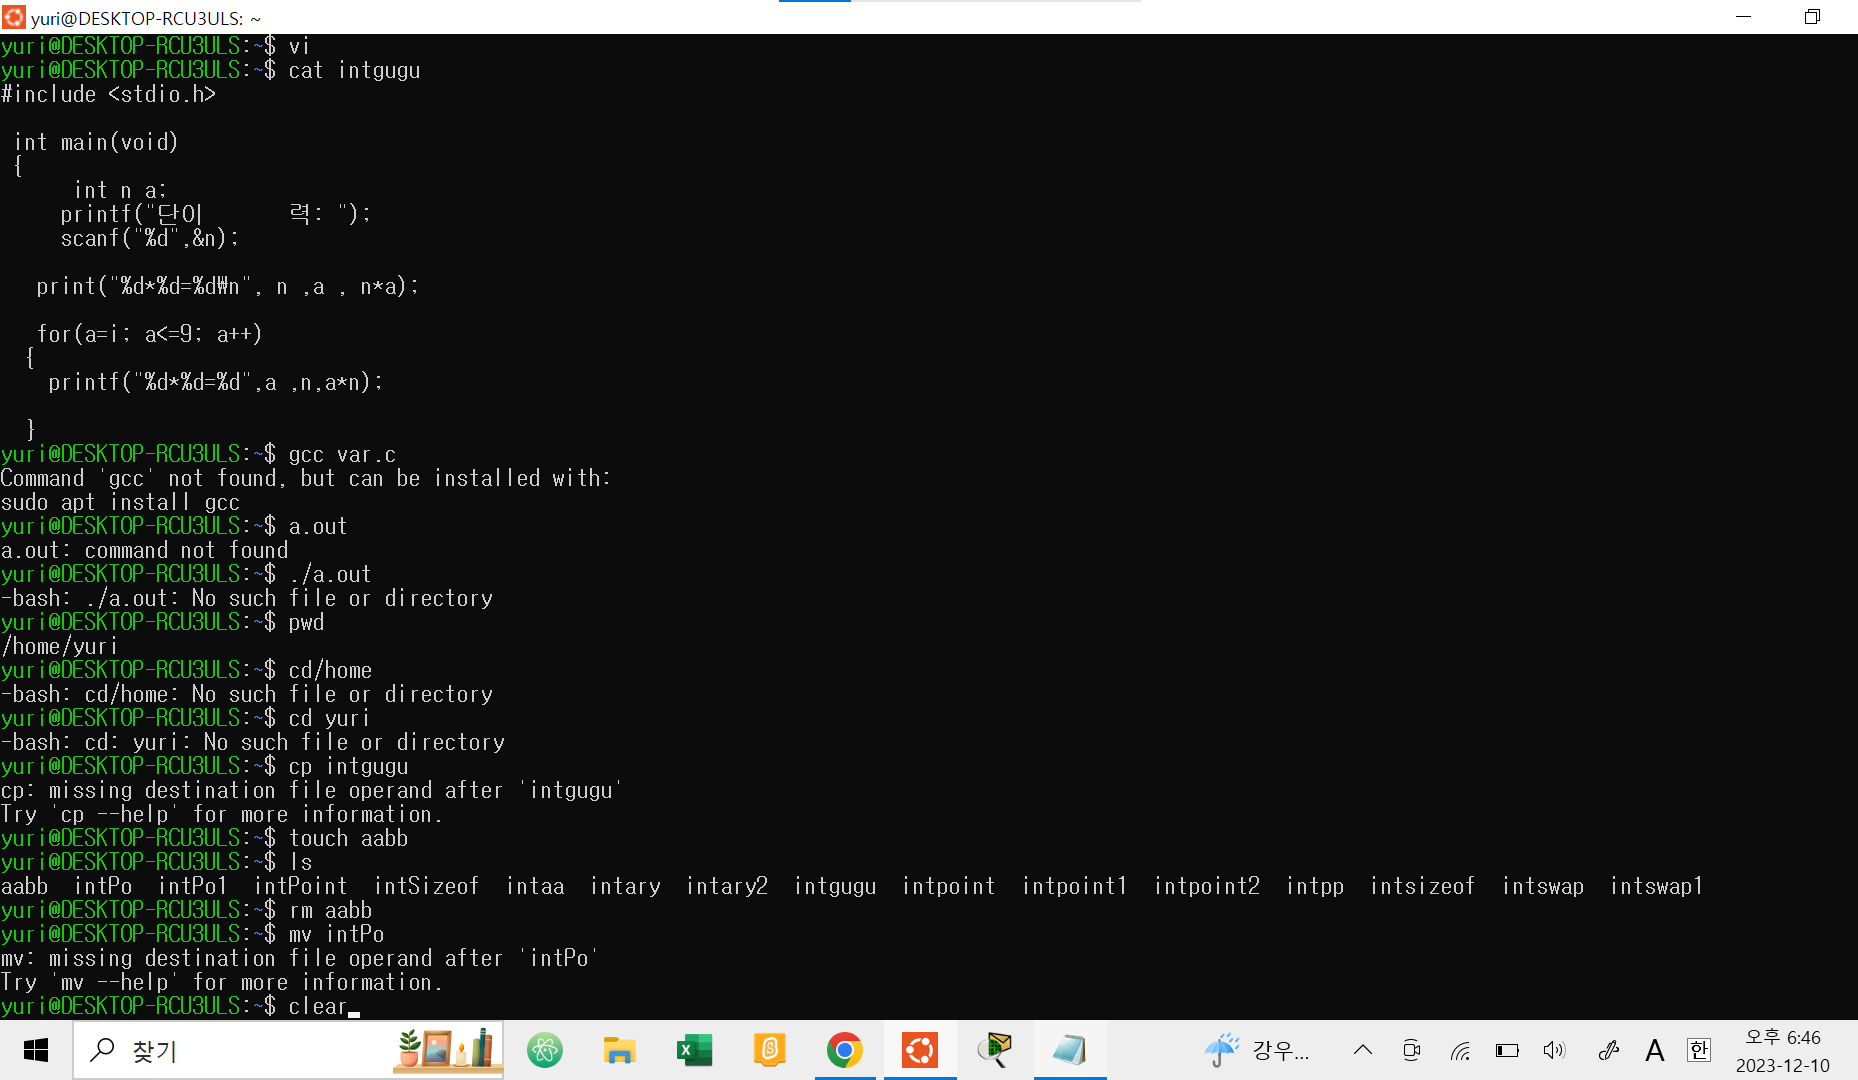 yuri@DESKTOP-RCU3ULS: ~
yuri@DESKTOP-RCU3ULS:~$ vi
yuri@DESKTOP-RCU3ULS:~$ cat intgugu
#include <stdio.h>
int main(void)
{
int n a;
printf("단이 력: ");
scanf("%d",&n);
print("%d*%d=%d₩n", n ,a , n*a);
for(a=i; a<=9; a++)
{
printf("%d*%d=%d",a ,n,a*n);
}
yuri@DESKTOP-RCU3ULS:~$ gcc var.c
Command 'gcc' not found, but can be installed with:
sudo apt install gcc
yuri@DESKTOP-RCU3ULS:~$ a.out
a.out: command not found
yuri@DESKTOP-RCU3ULS:~$ ./a.out
-bash: ./a.out: No such file or directory
yuri@DESKTOP-RCU3ULS:~$ pwd
/home/yuri
yuri@DESKTOP-RCU3ULS:~$ cd/home
-bash: cd/home: No such file or directory
yuri@DESKTOP-RCU3ULS:~$ cd yuri
-bash: cd: yuri: No such file or directory
yuri@DESKTOP-RCU3ULS:~$ cp intgugu
cp: missing destination file operand after 'intgugu'
Try 'cp --help' for more information.
yuri@DESKTOP-RCU3ULS:~$ touch aabb
yuri@DESKTOP-RCU3ULS:~$ ls
aabb intPo intPo1 intPoint intSizeof intaa intary intary2 intgugu intpoint intpoint1 intpoint2 intpp intsizeof intswap intswap1
yuri@DESKTOP-RCU3ULS:~$ rm aabb
yuri@DESKTOP-RCU3ULS:~$ mv intPo
mv: missing destination file operand after 'intPo'
Try 'mv --help' for more information.
yuri@DESKTOP-RCU3ULS:~$ clear
찾기
강우...
A
한
오후 6:46
2023-12-10